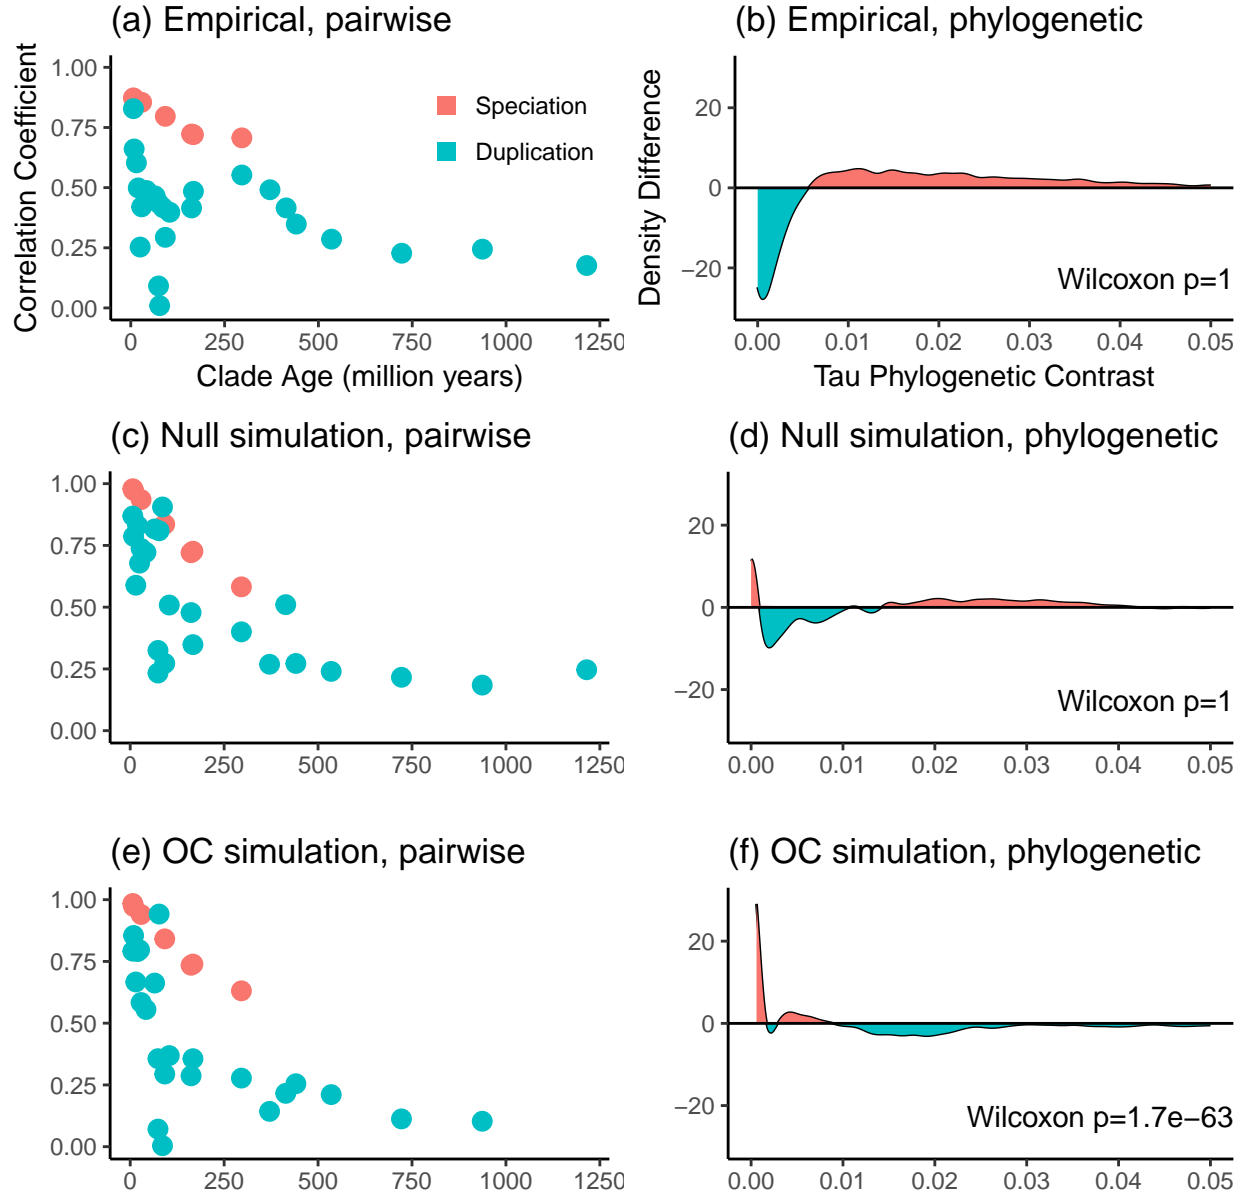 (a) Empirical, pairwise
Correlation Coefficient
1.00
0.75
0.50
0.25
0.00
Speciation
Duplication
0 250 500 750 1000 1250
Clade Age (million years)
(b) Empirical, phylogenetic
Density Difference
20
0
−20
Wilcoxon p=1
0.00 0.01 0.02 0.03 0.04 0.05
Tau Phylogenetic Contrast
(c) Null simulation, pairwise
1.00
0.75
0.50
0.25
0.00
0 250 500 750 1000 1250
(d) Null simulation, phylogenetic
20
0
−20
Wilcoxon p=1
0.00 0.01 0.02 0.03 0.04 0.05
(e) OC simulation, pairwise
1.00
0.75
0.50
0.25
0.00
0 250 500 750 1000 1250
(f) OC simulation, phylogenetic
20
0
−20
Wilcoxon p=1.7e−63
0.00 0.01 0.02 0.03 0.04 0.05